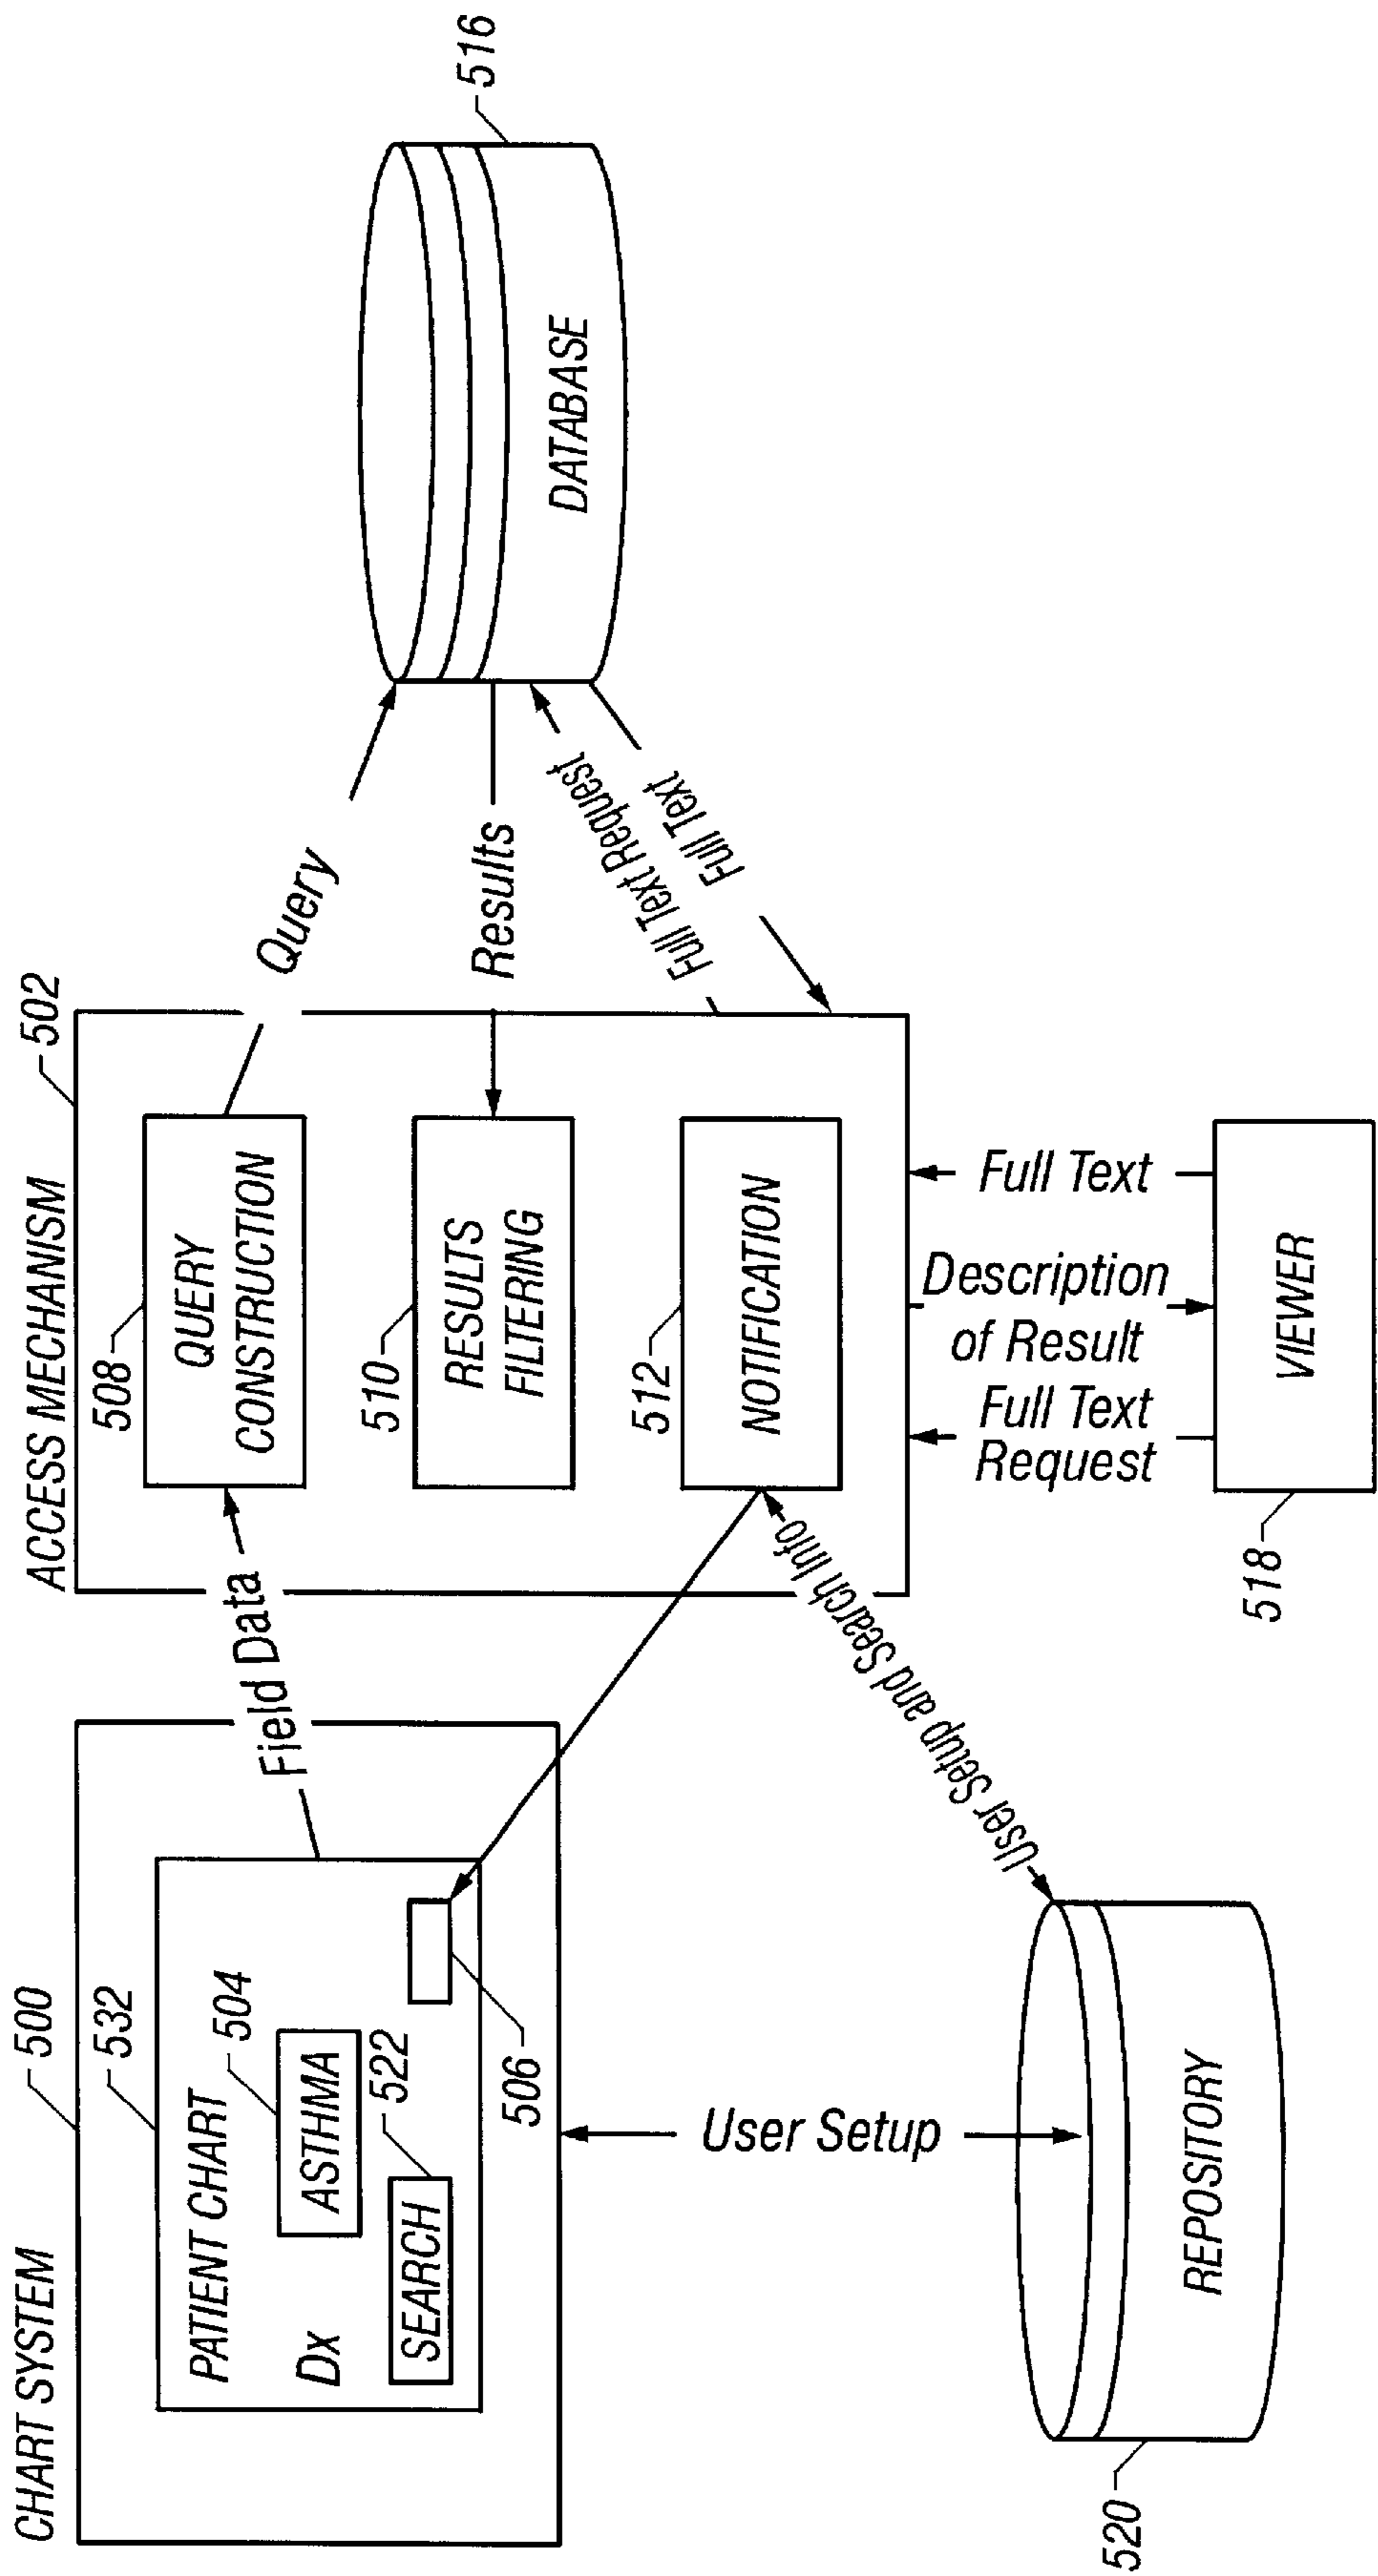 CHART SYSTEM
500
532
PATIENT CHART
504
Dx
ASTHMA
522
SEARCH
506
Field Data
ACCESS MECHANISM
502
508
QUERY
CONSTRUCTION
510
RESULTS
FILTERING
512
NOTIFICATION
Query
Results
Full Text Request
Full Text
516
DATABASE
User Setup
User Setup and Search Info
520
REPOSITORY
Full Text
Request
Description
of Result
Full Text
518
VIEWER